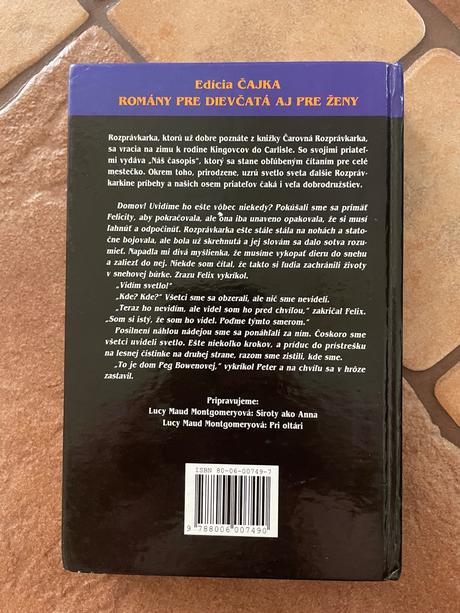 Edícia ČAJKA
ROMÁNY PRE DIEVČATÁ AJ PRE ŽENY
Rozprávkarka, ktorú už dobre poznáte z knižky Čarovná Rozprávkarka,
sa vracia na zimu k rodine Kingovcov do Carlisle. So svojimi priateľ-
mi vydáva „Náš časopis", ktorý sa stane obľúbeným čítaním pre celé
mestečko. Okrem toho, prirodzene, uzrú svetlo sveta ďalšie Rozpráv-
karkine príbehy a našich osem priateľov čaká i veľa dobrodružstiev.
Domov! Uvidíme ho ešte vôbec niekedy? Pokúšali sme sa primäť
Felicity, aby pokračovala, ale ona iba unaveno opakovala, že si musí
ľahnúť a odpočinúť. Rozprávkarka ešte stále stála na nohách a stato-
čne bojovala, ale bola už skrehnutá a jej slovám sa dalo sotva rozu-
mieť. Napadla mi divá myšlienka, že musíme vykopať dieru do snehu
a zaliezť do nej. Niekde som čítal, že takto si ľudia zachránili životy
v snehovej búrke. Zrazu Felix vykríkol.
„Vidím svetlo!"
„Kde? Kde?" Všetci sme sa obzerali, ale nič sme nevideli.
„Teraz ho nevidím, ale videl som ho pred chvíľou," zakričal Felix.
„Som si istý, že som ho videl. Poďme týmto smerom."
Posilnení náhlou nádejou sme sa ponáhľali za ním. Čoskoro sme
všetci uvideli svetlo. Ešte niekoľko krokov, a príduc do prístrešku
na lesnej čistinke na druhej strane, razom sme zistili, kde sme.
„To je dom Peg Bowenovej," vykríkol Peter a na chvíľu sa v hrôze
zastavil.
Pripravujeme:
Lucy Maud Montgomeryová: Siroty ako Anna
Lucy Maud Montgomeryová: Pri oltári
ISBN 80-06-00749-7
9 788006 007490